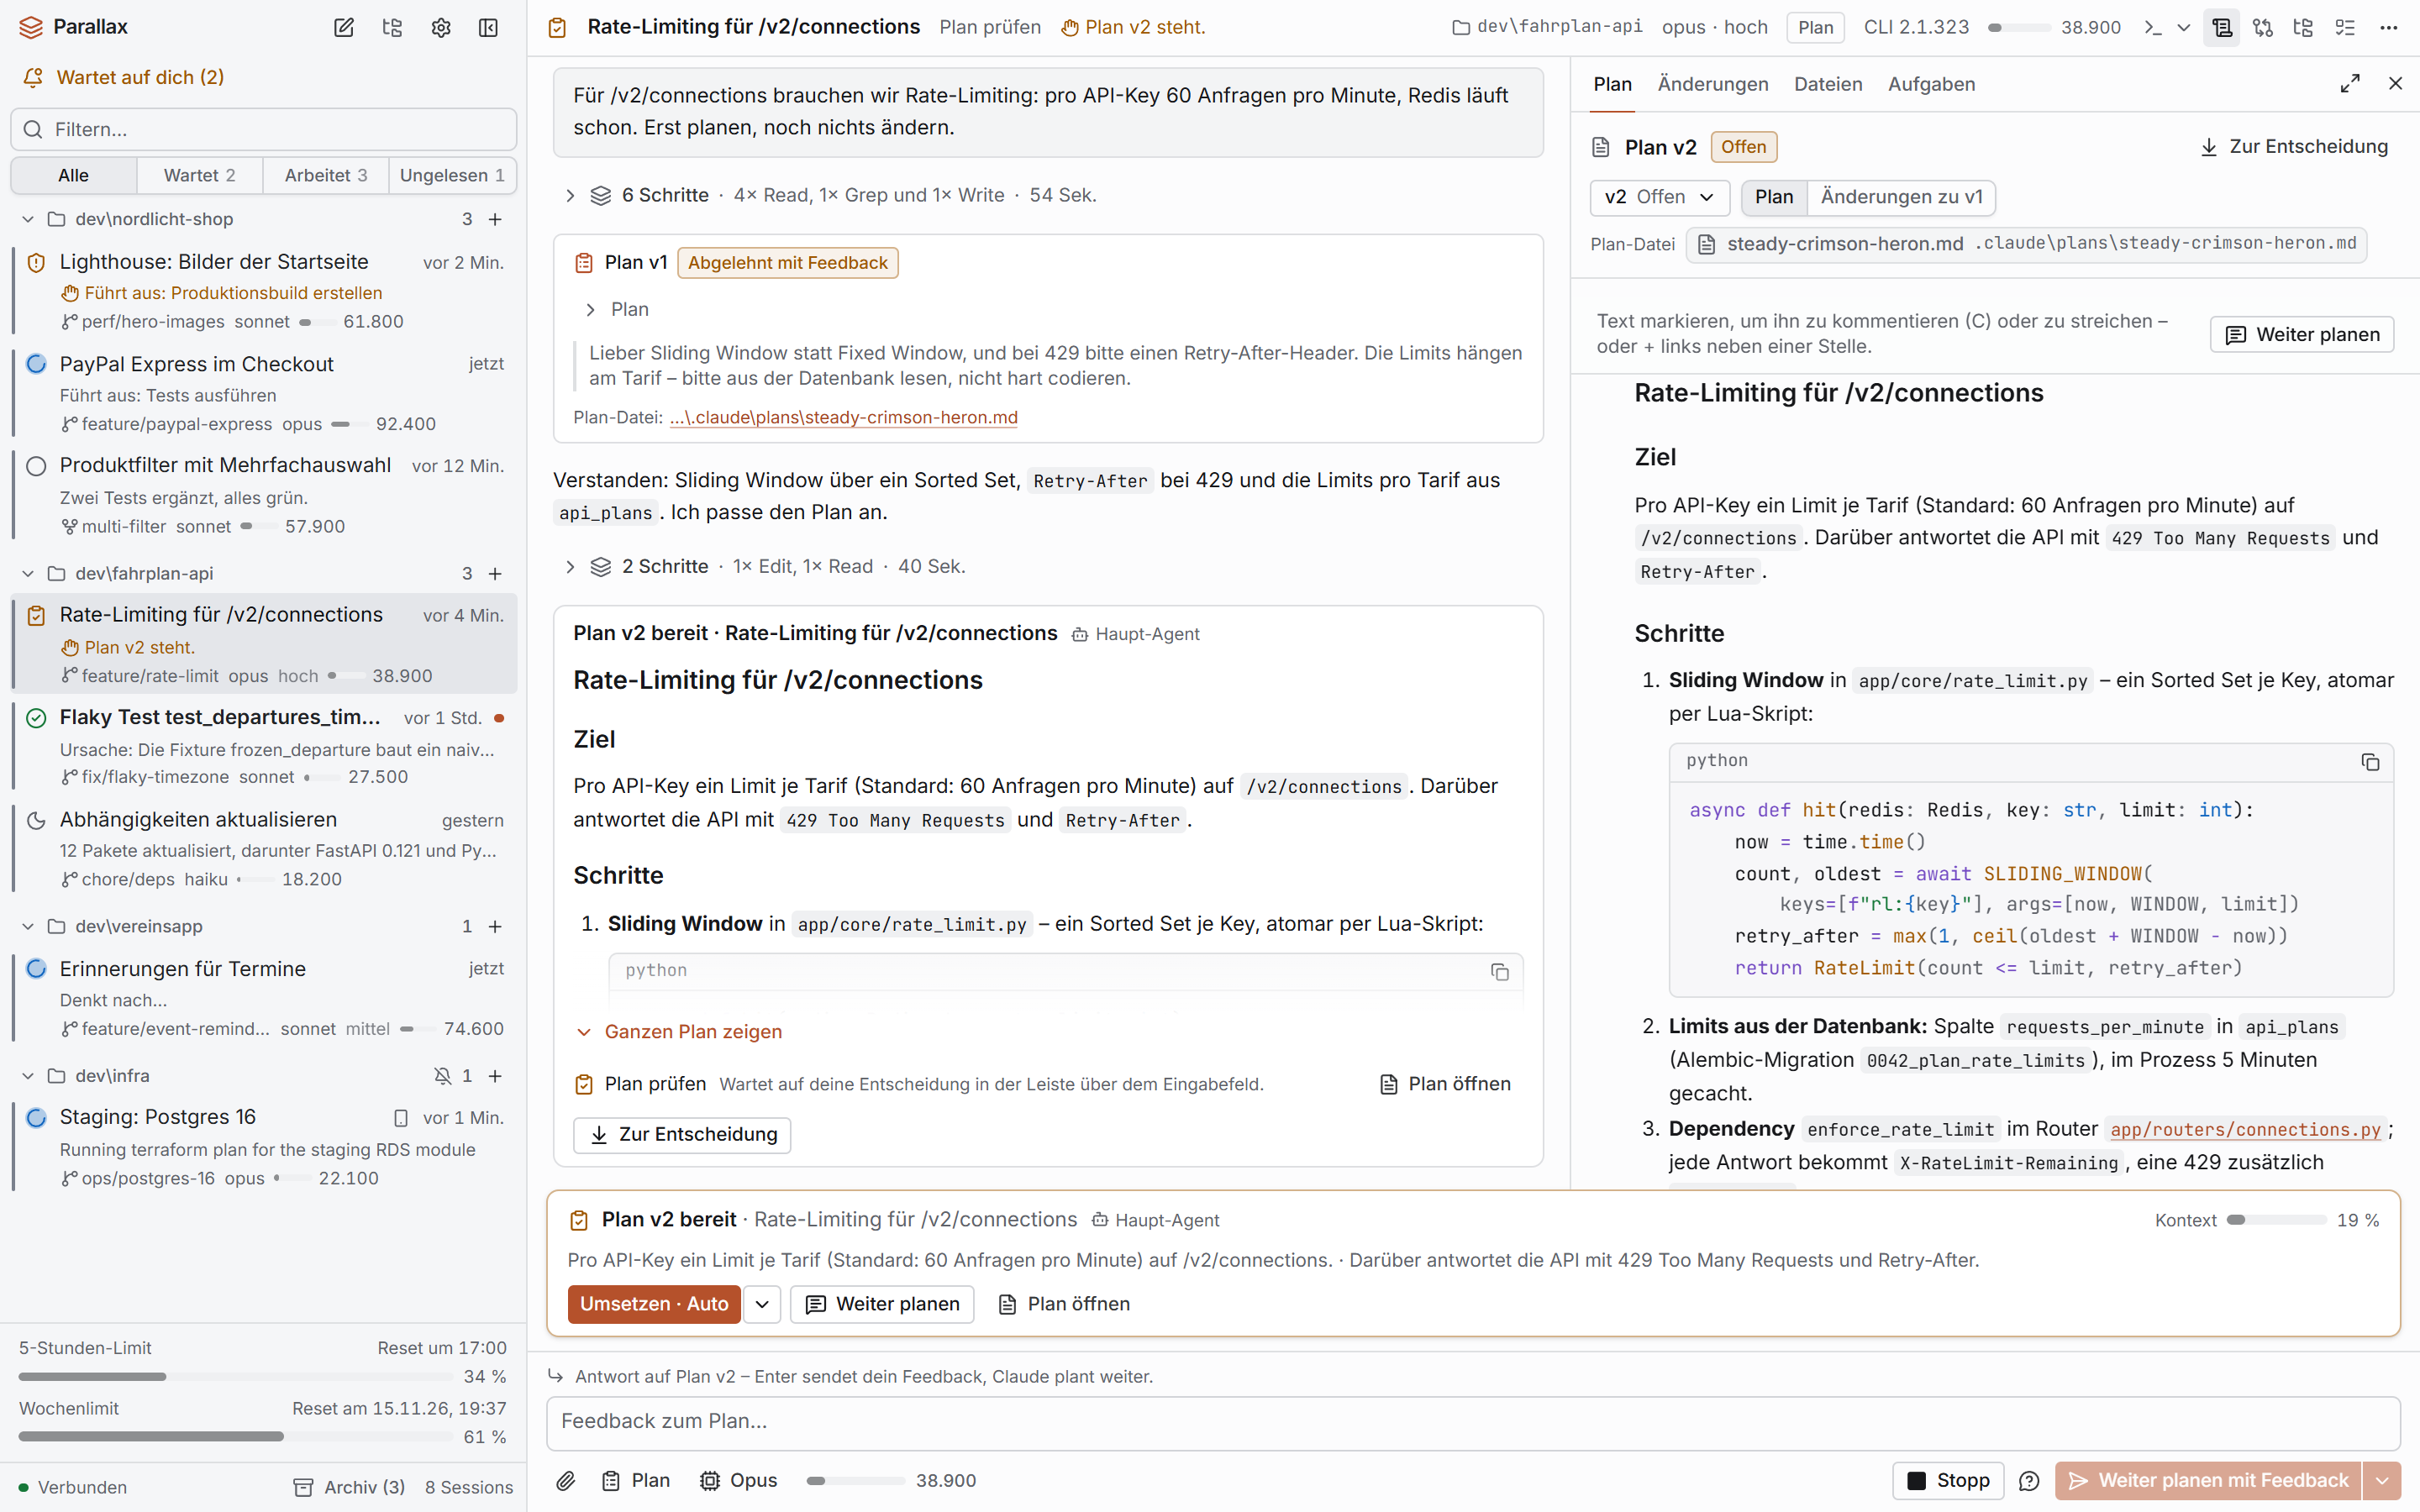 Parallax
Wartet auf dich (2)
Filtern...
Alle
Wartet 2
Arbeitet 3
Ungelesen 1
dev\nordlicht-shop 3
Lighthouse: Bilder der Startseite vor 2 Min.
Führt aus: Produktionsbuild erstellen
perf/hero-images sonnet 61.800
PayPal Express im Checkout jetzt
Führt aus: Tests ausführen
feature/paypal-express opus 92.400
Produktfilter mit Mehrfachauswahl vor 12 Min.
Zwei Tests ergänzt, alles grün.
multi-filter sonnet 57.900
dev\fahrplan-api 3
Rate-Limiting für /v2/connections vor 4 Min.
Plan v2 steht.
feature/rate-limit opus hoch 38.900
Flaky Test test_departures_tim... vor 1 Std.
Ursache: Die Fixture frozen_departure baut ein naiv...
fix/flaky-timezone sonnet 27.500
Abhängigkeiten aktualisieren gestern
12 Pakete aktualisiert, darunter FastAPI 0.121 und Py...
chore/deps haiku 18.200
dev\vereinsapp 1
Erinnerungen für Termine jetzt
Denkt nach...
feature/event-remind... sonnet mittel 74.600
dev\infra 1
Staging: Postgres 16 vor 1 Min.
Running terraform plan for the staging RDS module
ops/postgres-16 opus 22.100
5-Stunden-Limit Reset um 17:00
34 %
Wochenlimit Reset am 15.11.26, 19:37
61 %
Verbunden Archiv (3) 8 Sessions
Rate-Limiting für /v2/connections Plan prüfen Plan v2 steht.
dev\fahrplan-api opus · hoch Plan CLI 2.1.323 38.900
Für /v2/connections brauchen wir Rate-Limiting: pro API-Key 60 Anfragen pro Minute, Redis läuft
schon. Erst planen, noch nichts ändern.
6 Schritte · 4× Read, 1× Grep und 1× Write · 54 Sek.
Plan v1 Abgelehnt mit Feedback
Plan
Lieber Sliding Window statt Fixed Window, und bei 429 bitte einen Retry-After-Header. Die Limits hängen
am Tarif – bitte aus der Datenbank lesen, nicht hart codieren.
Plan-Datei: ...\.claude\plans\steady-crimson-heron.md
Verstanden: Sliding Window über ein Sorted Set, Retry-After bei 429 und die Limits pro Tarif aus
api_plans. Ich passe den Plan an.
2 Schritte · 1× Edit, 1× Read · 40 Sek.
Plan v2 bereit · Rate-Limiting für /v2/connections Haupt-Agent
Rate-Limiting für /v2/connections
Ziel
Pro API-Key ein Limit je Tarif (Standard: 60 Anfragen pro Minute) auf /v2/connections. Darüber
antwortet die API mit 429 Too Many Requests und Retry-After.
Schritte
1. Sliding Window in app/core/rate_limit.py – ein Sorted Set je Key, atomar per Lua-Skript:
python
Ganzen Plan zeigen
Plan prüfen Wartet auf deine Entscheidung in der Leiste über dem Eingabefeld. Plan öffnen
Zur Entscheidung
Plan Änderungen Dateien Aufgaben
Plan v2 Offen Zur Entscheidung
v2 Offen Plan Änderungen zu v1
Plan-Datei steady-crimson-heron.md .claude\plans\steady-crimson-heron.md
Text markieren, um ihn zu kommentieren (C) oder zu streichen –
oder + links neben einer Stelle.
Weiter planen
Rate-Limiting für /v2/connections
Ziel
Pro API-Key ein Limit je Tarif (Standard: 60 Anfragen pro Minute) auf
/v2/connections. Darüber antwortet die API mit 429 Too Many Requests und
Retry-After.
Schritte
1. Sliding Window in app/core/rate_limit.py – ein Sorted Set je Key, atomar
per Lua-Skript:
python
async def hit(redis: Redis, key: str, limit: int):
now = time.time()
count, oldest = await SLIDING_WINDOW(
keys=[f"rl:{key}"], args=[now, WINDOW, limit])
retry_after = max(1, ceil(oldest + WINDOW - now))
return RateLimit(count <= limit, retry_after)
2. Limits aus der Datenbank: Spalte requests_per_minute in api_plans
(Alembic-Migration 0042_plan_rate_limits), im Prozess 5 Minuten
gecacht.
3. Dependency enforce_rate_limit im Router app/routers/connections.py;
jede Antwort bekommt X-RateLimit-Remaining, eine 429 zusätzlich
Plan v2 bereit · Rate-Limiting für /v2/connections Haupt-Agent
Kontext 19 %
Pro API-Key ein Limit je Tarif (Standard: 60 Anfragen pro Minute) auf /v2/connections. · Darüber antwortet die API mit 429 Too Many Requests und Retry-After.
Umsetzen · Auto Weiter planen Plan öffnen
Antwort auf Plan v2 – Enter sendet dein Feedback, Claude plant weiter.
Feedback zum Plan...
Plan Opus 38.900
Stopp Weiter planen mit Feedback